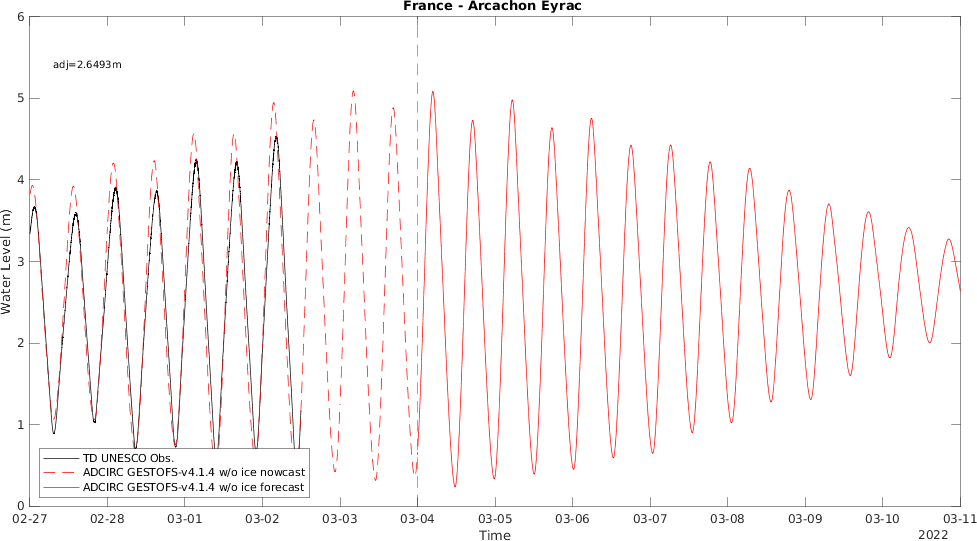 France - Arcachon Eyrac
adj=2.6493m
Water Level (m)
6
5
4
3
2
1
0
TD UNESCO Obs.
ADCIRC GESTOFS-v4.1.4 w/o ice nowcast
ADCIRC GESTOFS-v4.1.4 w/o ice forecast
02-27 02-28 03-01 03-02 03-03 03-04 03-05 03-06 03-07 03-08 03-09 03-10 03-11
Time
2022